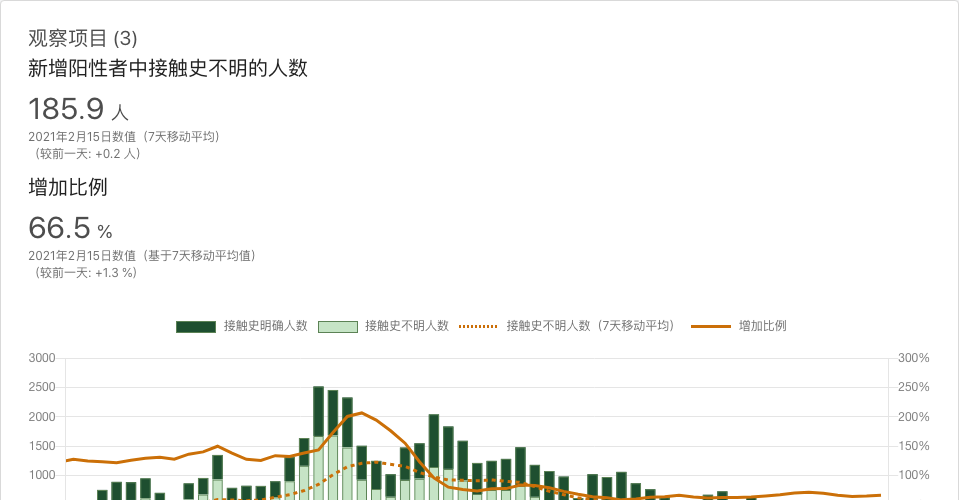 观察项目 (3)
新增阳性者中接触史不明的人数
185.9 人
2021年2月15日数值（7天移动平均）
（较前一天: +0.2 人）
增加比例
66.5 %
2021年2月15日数值（基于7天移动平均值）
（较前一天: +1.3 %）
接触史明确人数 接触史不明人数 接触史不明人数（7天移动平均） 增加比例
3000 300%
2500 250%
2000 200%
1500 150%
1000 100%